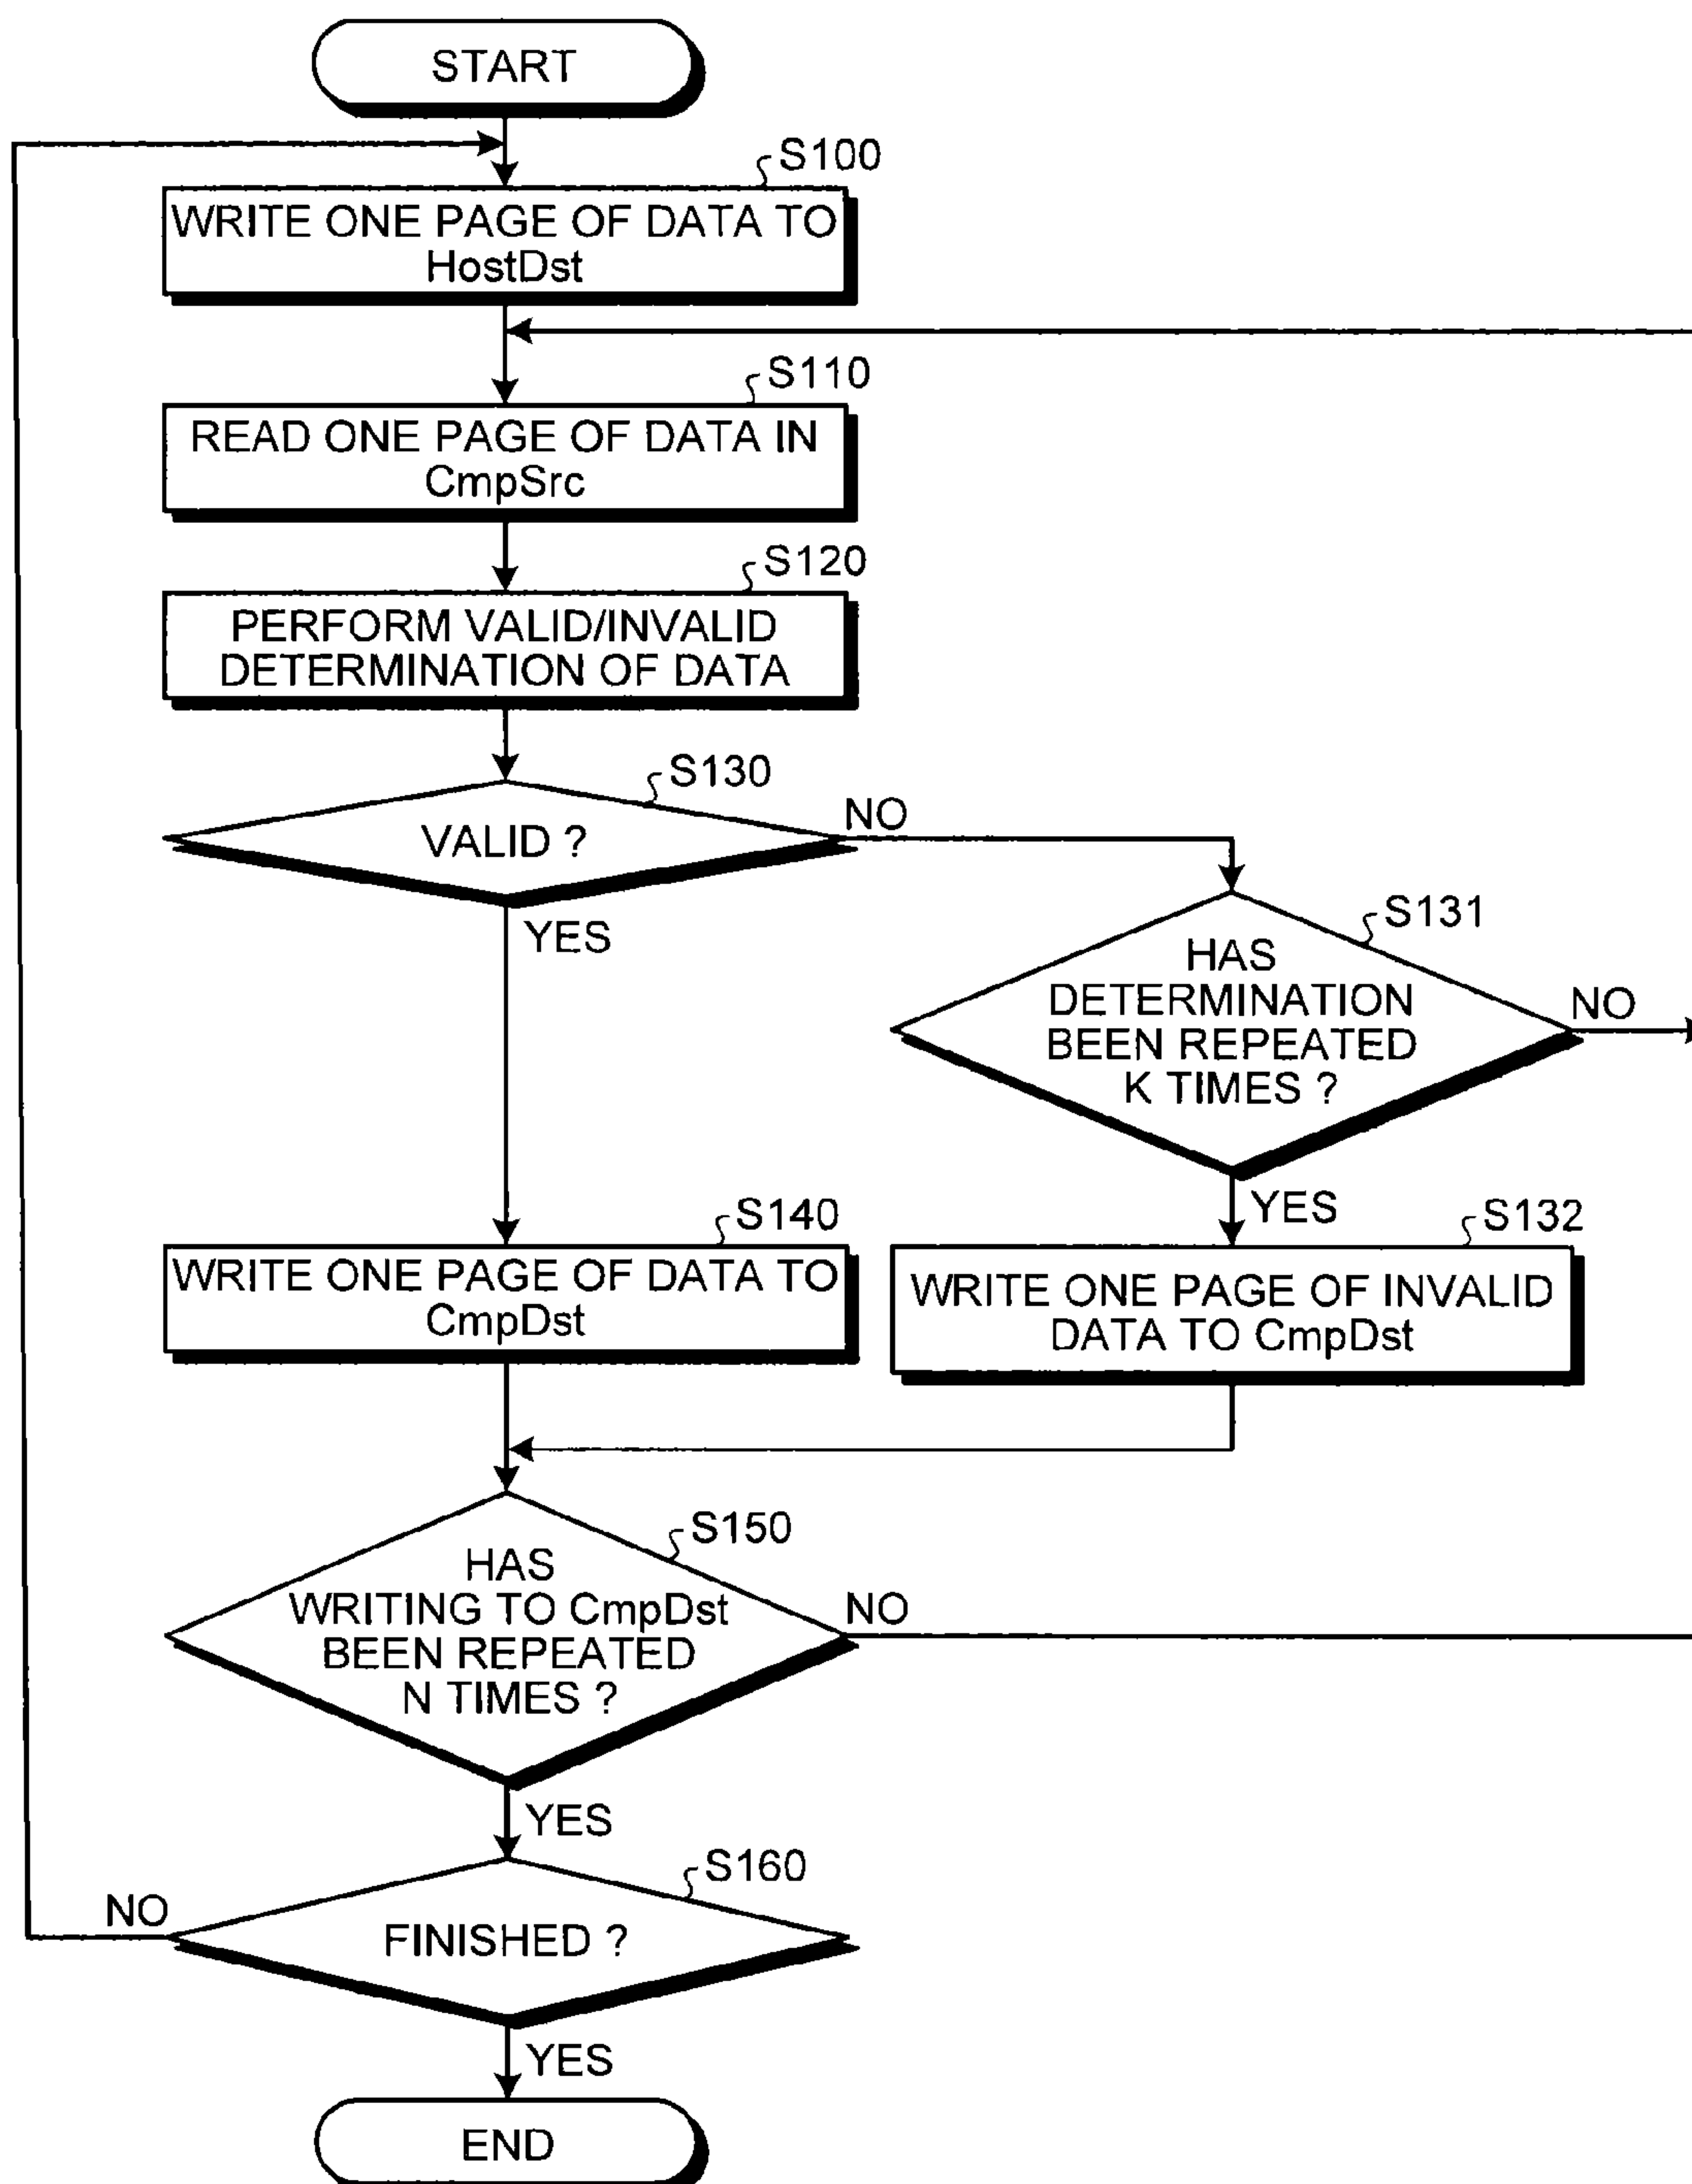 START
S100
WRITE ONE PAGE OF DATA TO
HostDst
S110
READ ONE PAGE OF DATA IN
CmpSrc
S120
PERFORM VALID/INVALID
DETERMINATION OF DATA
S130
VALID ?
NO
YES
S131
HAS
DETERMINATION
BEEN REPEATED
K TIMES ?
NO
YES
S140
WRITE ONE PAGE OF DATA TO
CmpDst
S132
WRITE ONE PAGE OF INVALID
DATA TO CmpDst
S150
HAS
WRITING TO CmpDst
BEEN REPEATED
N TIMES ?
NO
YES
S160
FINISHED ?
NO
YES
END